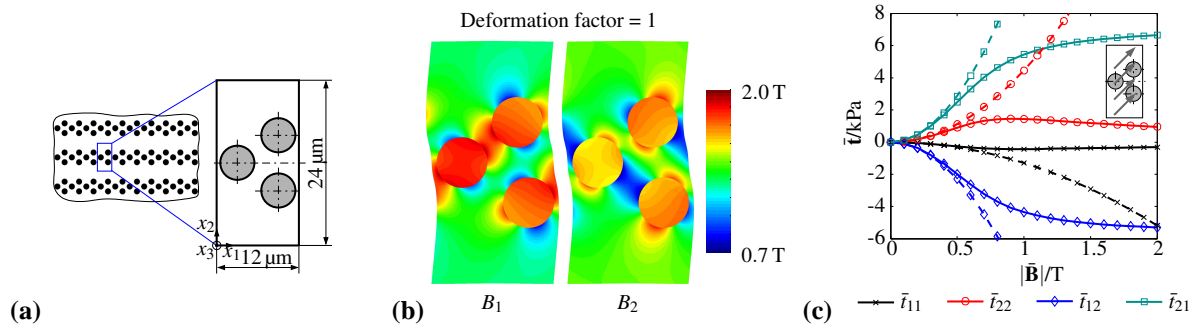 (a)
24 µm
x₂
x₃
x₁
12 µm
(b)
Deformation factor = 1
B₁
B₂
2.0 T
0.7 T
(c)
t̄/kPa
8
6
4
2
0
-2
-4
-6
0
0.5
1
1.5
2
|B̄|/T
t̄₁₁
t̄₂₂
t̄₁₂
t̄₂₁